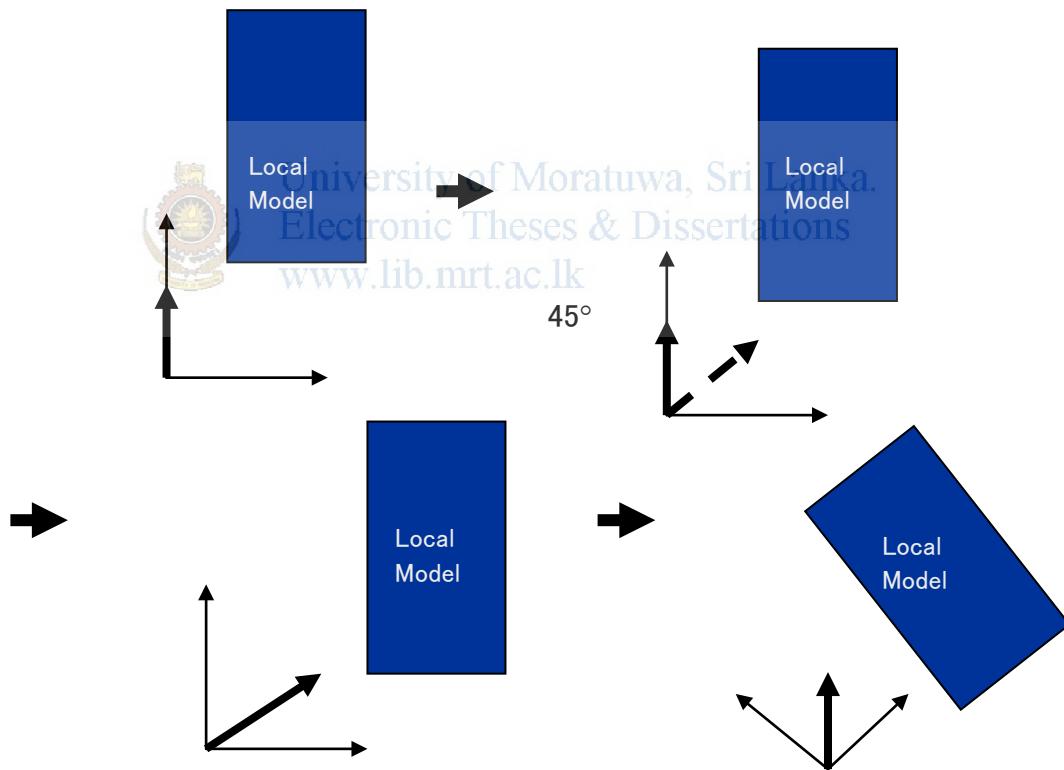 Local
Model
Local
Model
University of Moratuwa, Sri Lanka.
Electronic Theses & Dissertations
www.lib.mrt.ac.lk
45°
Local
Model
Local
Model